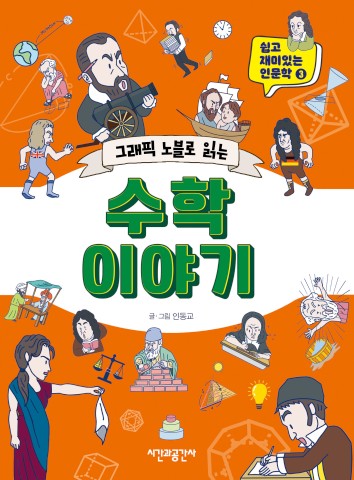 쉽고
재미있는
인문학 3
그래픽 노블로 읽는
수학
이야기
글·그림 인동교
시간과공간사